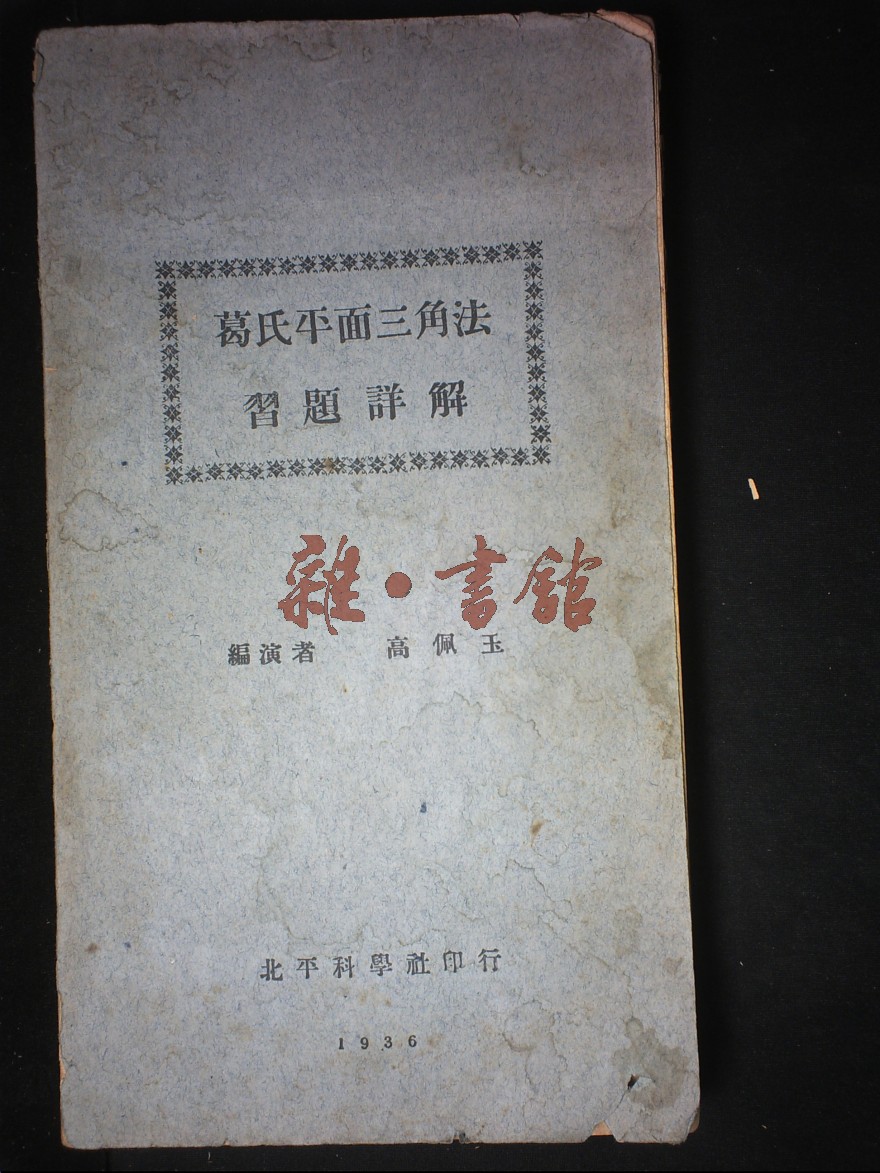 葛氏平面三角法
習題詳解
雜·書館
編演者 高佩玉
北平科學社印行
1936